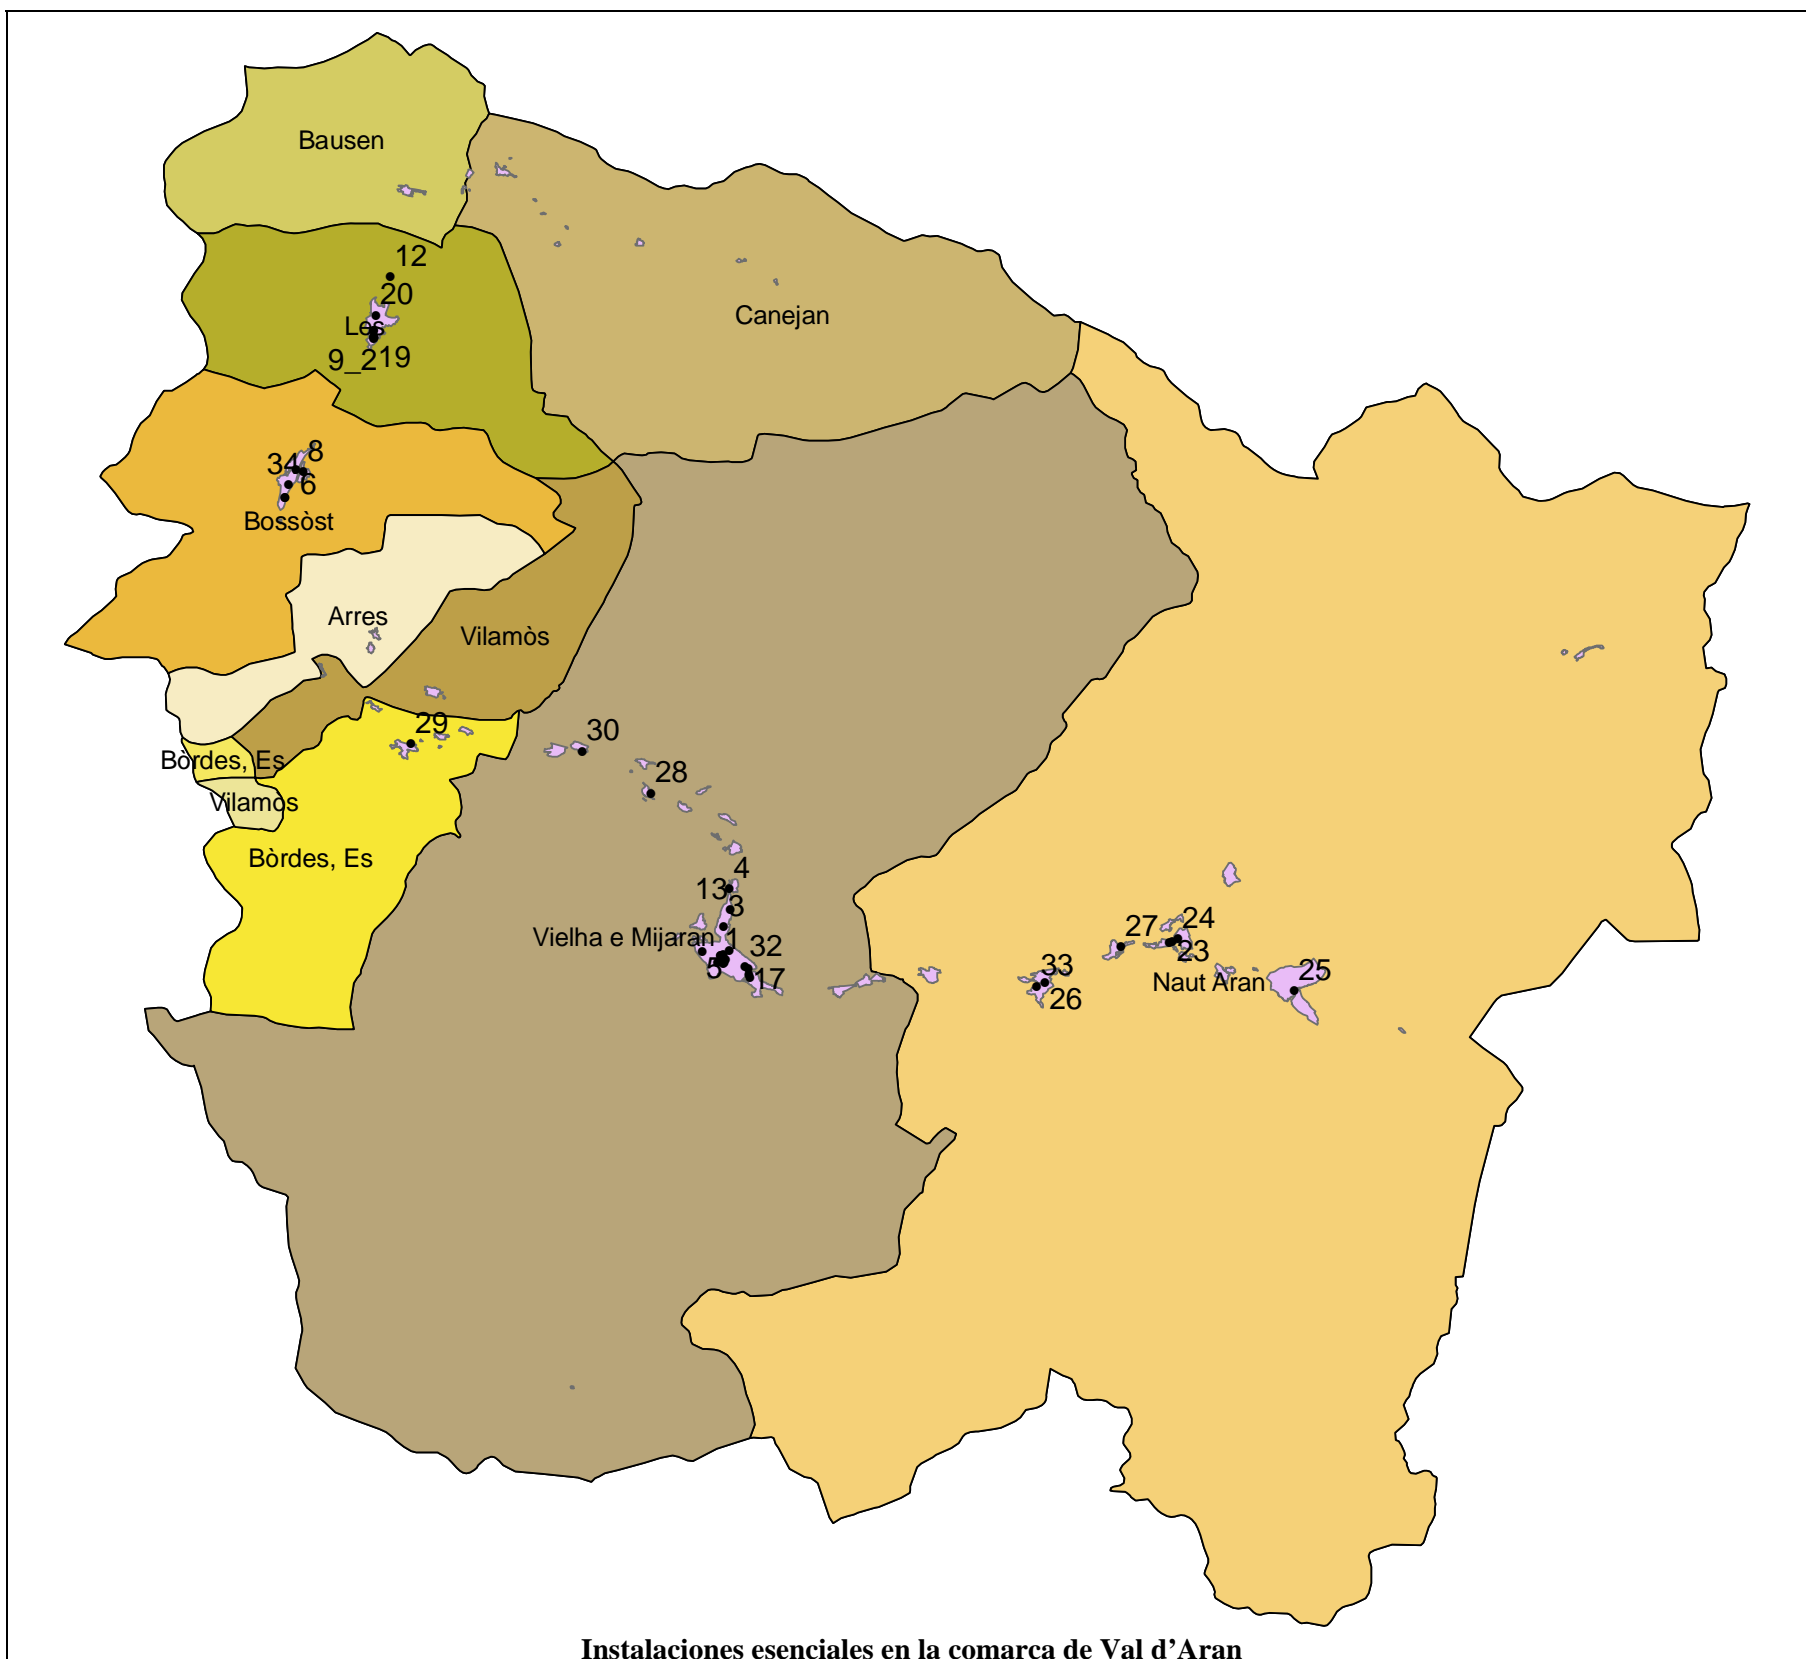 Bausen
12
20
Canejan
Les
9_219
8
34
6
Bossòst
Arres
Vilamòs
29
30
Bòrdes, Es
28
Vilamòs
Bòrdes, Es
4
13
3
24
27
Vielha e Mijaran 1
32
23
33
25
5
17
Naut Aran
26
Instalaciones esenciales en la comarca de Val d’Aran